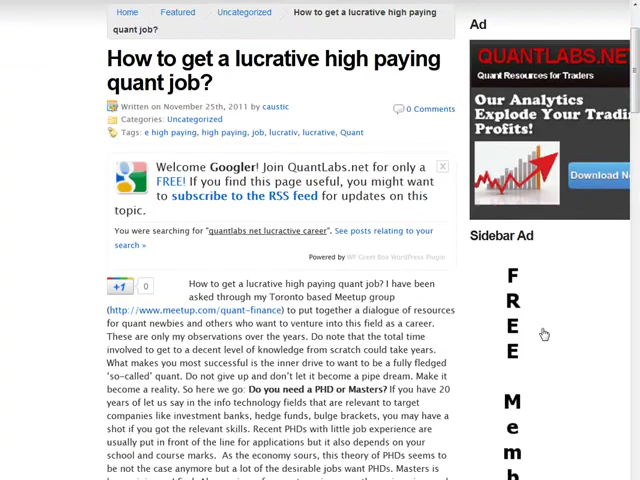 Home Featured Uncategorized How to get a lucrative high paying
quant job?
How to get a lucrative high paying
quant job?
Written on November 25th, 2011 by caustic
0 Comments
Categories: Uncategorized
Tags: e high paying, high paying, job, lucrativ, lucrative, Quant
Welcome Googler! Join QuantLabs.net for only a
FREE! If you find this page useful, you might want
to subscribe to the RSS feed for updates on this
topic.
You were searching for "quantlabs net lucractive career". See posts relating to your
search »
Powered by WP Greet Box WordPress Plugin
+1 0
How to get a lucrative high paying quant job? I have been
asked through my Toronto based Meetup group
(http://www.meetup.com/quant-finance) to put together a dialogue of resources
for quant newbies and others who want to venture into this field as a career.
These are only my observations over the years. Do note that the total time
involved to get to a decent level of knowledge from scratch could take years.
What makes you most successful is the inner drive to want to be a fully fledged
‘so-called’ quant. Do not give up and don’t let it become a pipe dream. Make it
become a reality. So here we go: Do you need a PHD or Masters? If you have 20
years of let us say in the info technology fields that are relevant to target
companies like investment banks, hedge funds, bulge brackets, you may have a
shot if you got the relevant skills. Recent PHDs with little job experience are
usually put in front of the line for applications but it also depends on your
school and course marks. As the economy sours, this theory of PHDs seems to
be not the case anymore but a lot of the desirable jobs want PHDs. Masters is
Ad
QUANTLABS.NE
Quant Resources for Traders
Our Analytics
Explode Your Tradi
Profits!
Download Now
Sidebar Ad
F
R
E
E
M
e
m
b